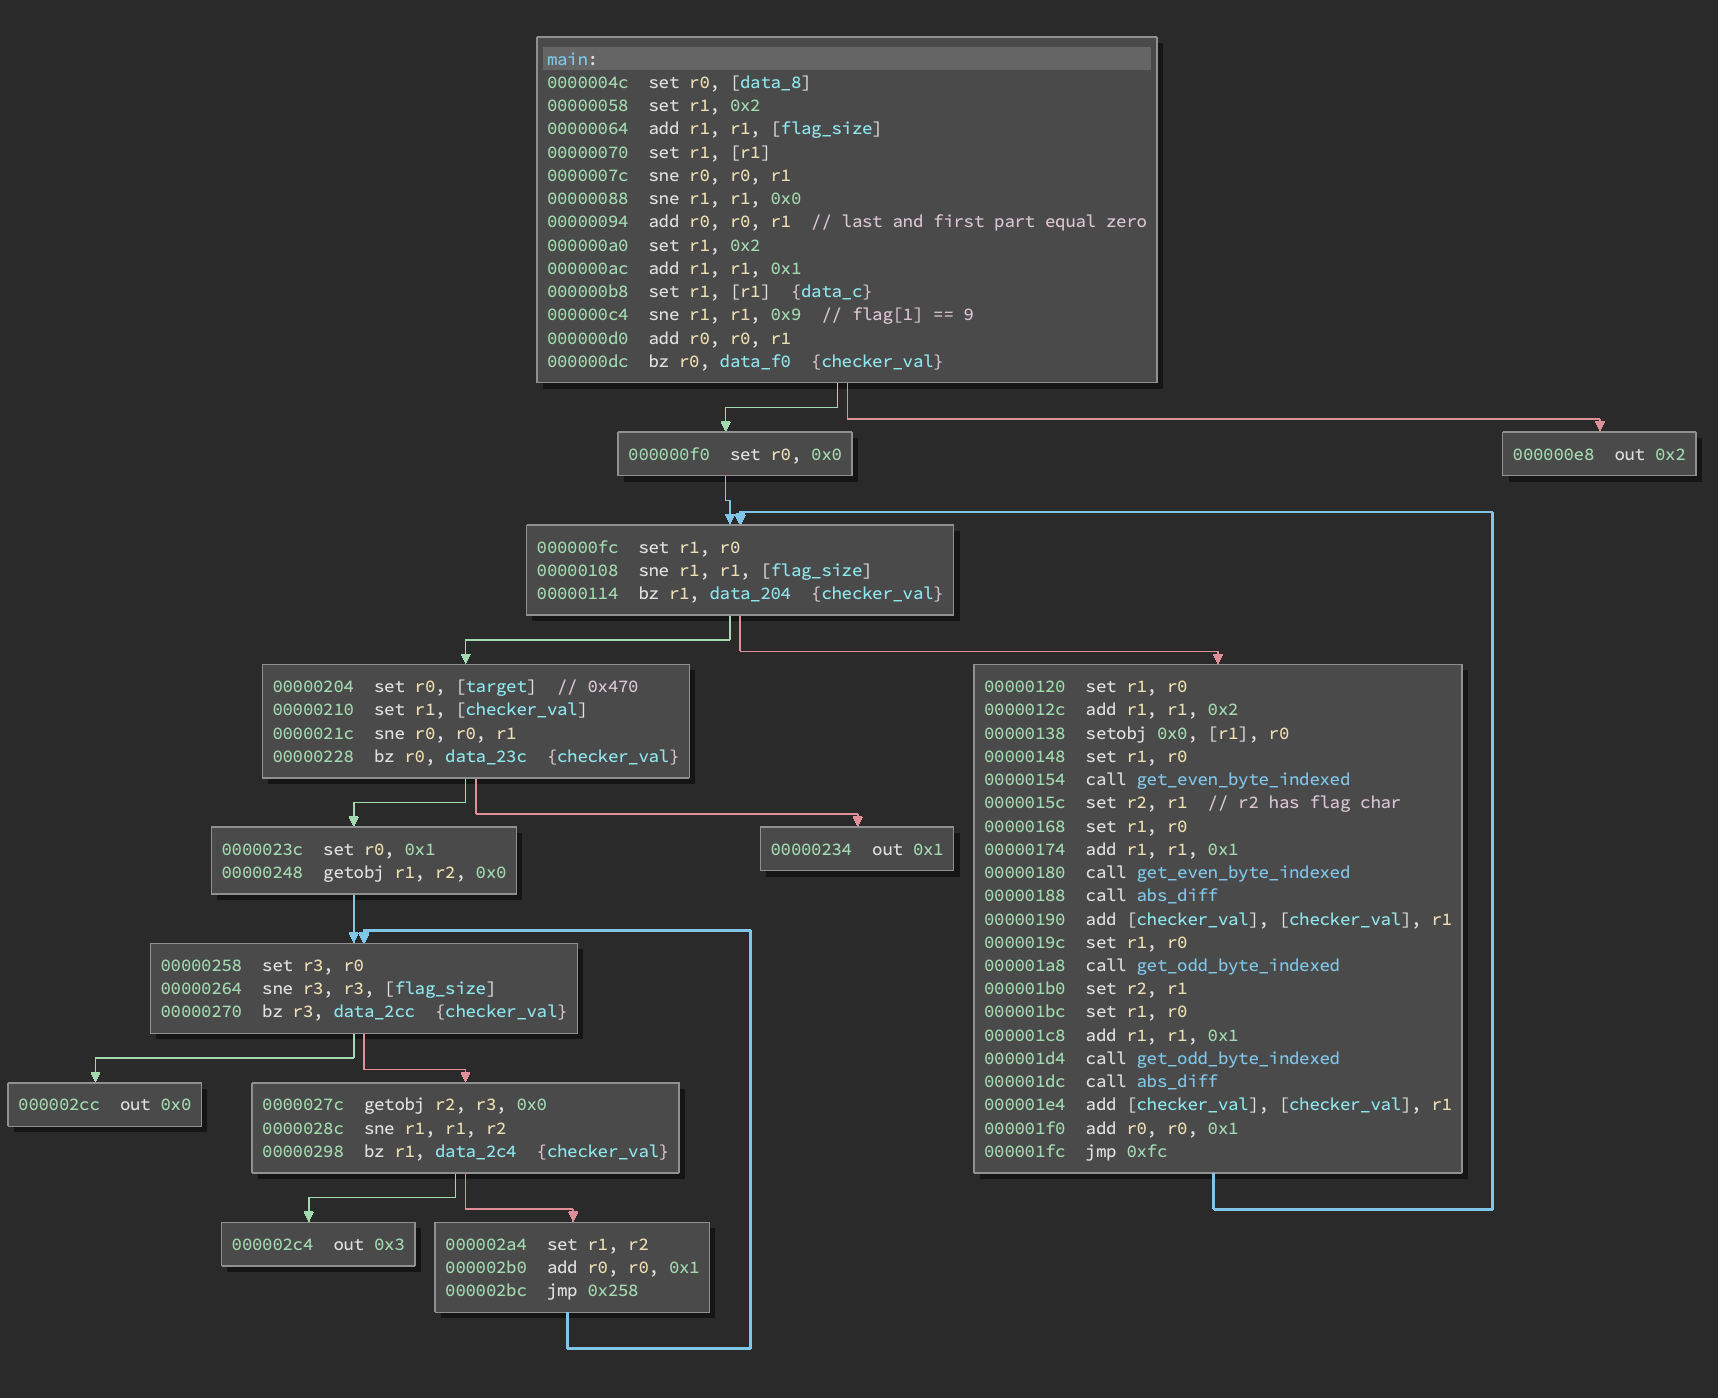 main:
0000004c  set r0, [data_8]
00000058  set r1, 0x2
00000064  add r1, r1, [flag_size]
00000070  set r1, [r1]
0000007c  sne r0, r0, r1
00000088  sne r1, r1, 0x0
00000094  add r0, r0, r1  // last and first part equal zero
000000a0  set r1, 0x2
000000ac  add r1, r1, 0x1
000000b8  set r1, [r1]  {data_c}
000000c4  sne r1, r1, 0x9  // flag[1] == 9
000000d0  add r0, r0, r1
000000dc  bz r0, data_f0  {checker_val}
000000f0  set r0, 0x0
000000e8  out 0x2
000000fc  set r1, r0
00000108  sne r1, r1, [flag_size]
00000114  bz r1, data_204  {checker_val}
00000204  set r0, [target]  // 0x470
00000210  set r1, [checker_val]
0000021c  sne r0, r0, r1
00000228  bz r0, data_23c  {checker_val}
00000120  set r1, r0
0000012c  add r1, r1, 0x2
00000138  setobj 0x0, [r1], r0
00000148  set r1, r0
00000154  call get_even_byte_indexed
0000015c  set r2, r1  // r2 has flag char
00000168  set r1, r0
00000174  add r1, r1, 0x1
00000180  call get_even_byte_indexed
00000188  call abs_diff
00000190  add [checker_val], [checker_val], r1
0000019c  set r1, r0
000001a8  call get_odd_byte_indexed
000001b0  set r2, r1
000001bc  set r1, r0
000001c8  add r1, r1, 0x1
000001d4  call get_odd_byte_indexed
000001dc  call abs_diff
000001e4  add [checker_val], [checker_val], r1
000001f0  add r0, r0, 0x1
000001fc  jmp 0xfc
0000023c  set r0, 0x1
00000248  getobj r1, r2, 0x0
00000234  out 0x1
00000258  set r3, r0
00000264  sne r3, r3, [flag_size]
00000270  bz r3, data_2cc  {checker_val}
000002cc  out 0x0
0000027c  getobj r2, r3, 0x0
0000028c  sne r1, r1, r2
00000298  bz r1, data_2c4  {checker_val}
000002c4  out 0x3
000002a4  set r1, r2
000002b0  add r0, r0, 0x1
000002bc  jmp 0x258